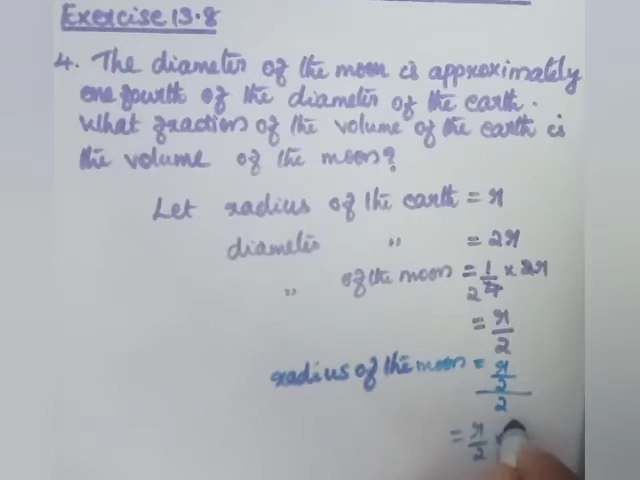 Exercise 13.8
4. The diameter of the moon is approximately
one fourth of the diameter of the earth.
What fraction of the volume of the earth is
the volume of the moon?
Let radius of the earth = r
diameter " = 2r
" of the moon = 1/4 × 2r
2
= r/2
radius of the moon = r/2/2
= r/2